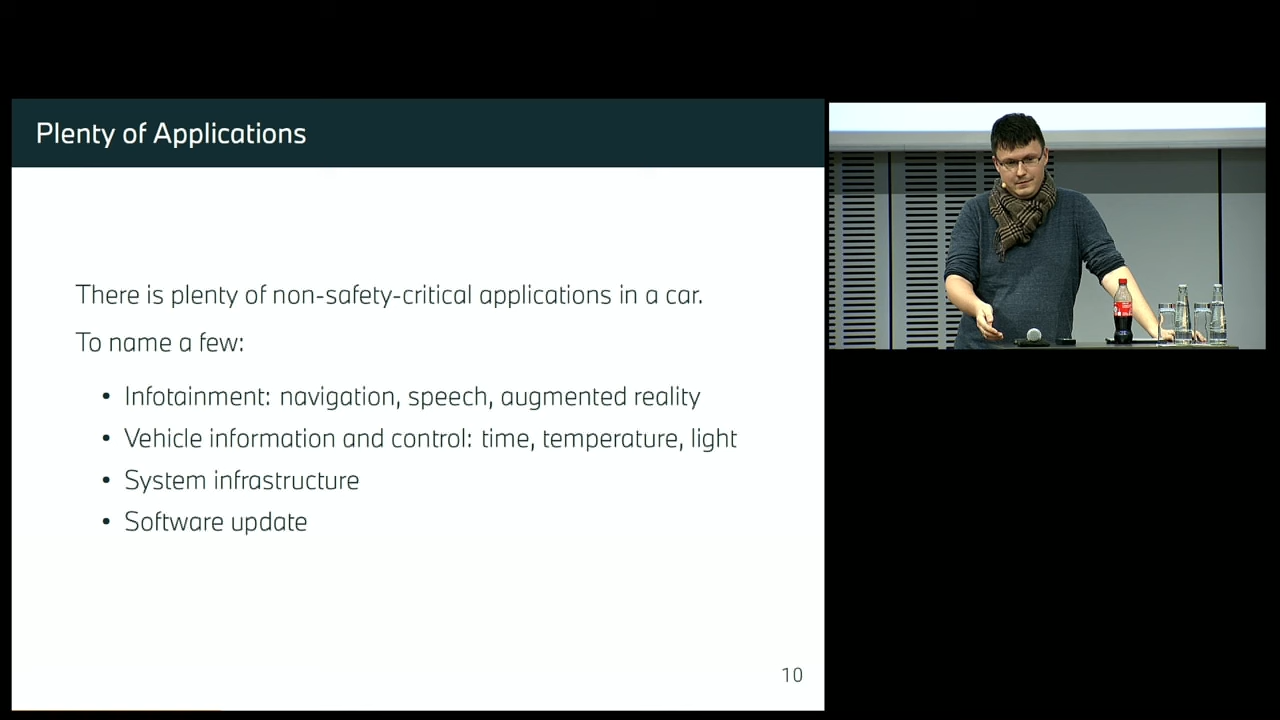 Plenty of Applications
There is plenty of non-safety-critical applications in a car.
To name a few:
• Infotainment: navigation, speech, augmented reality
• Vehicle information and control: time, temperature, light
• System infrastructure
• Software update
10